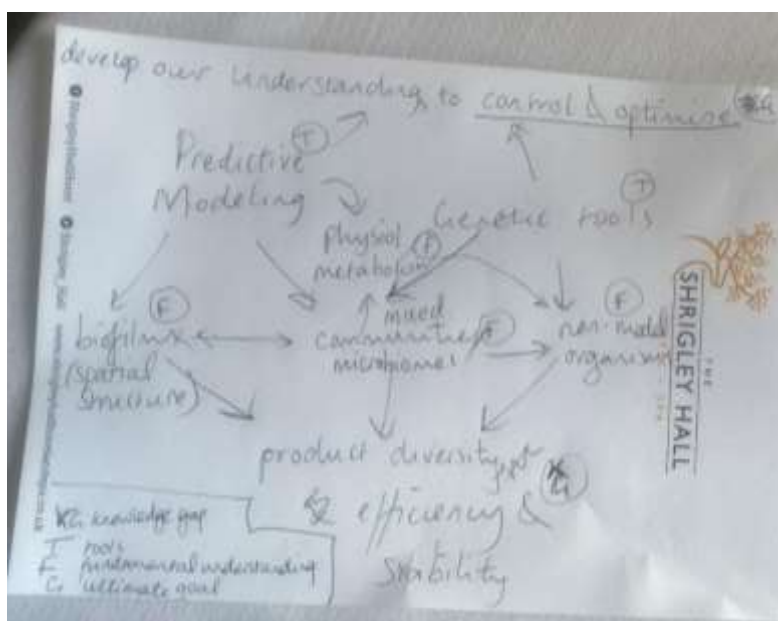 develop our understanding to control & optimise G
Predictive T
Modeling
Genetic tools T
physiol
metabolism F
biofilms F
(spatial
structure)
mixed
communities F
microbiomes
non-model F
organisms
product diversity
& efficiency & G
stability
KG knowledge gap
T tools
F fundamental understanding
G ultimate goal
THE
SHRIGLEY HALL